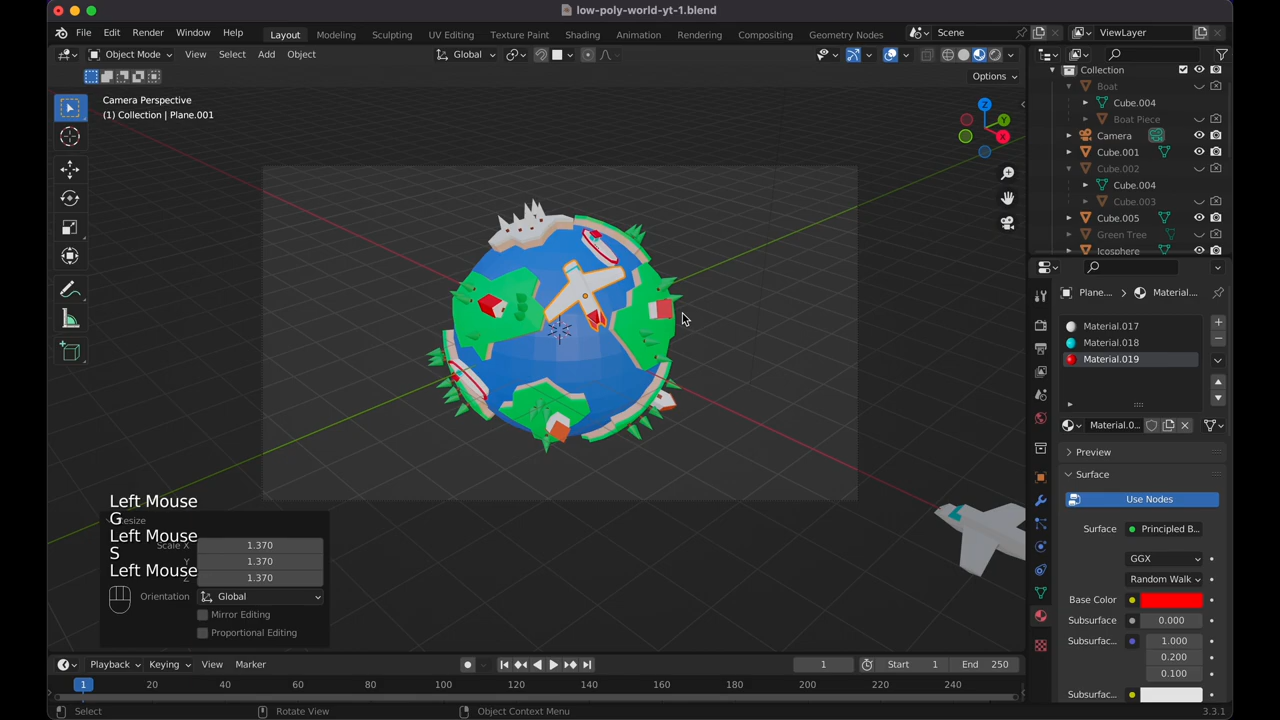 low-poly-world-yt-1.blend
File Edit Render Window Help Layout Modeling Sculpting UV Editing Texture Paint Shading Animation Rendering Compositing Geometry Nodes Scene ViewLayer
Object Mode View Select Add Object Global
Options
Camera Perspective
(1) Collection | Plane.001
Z
Y
X
Collection
Boat
Cube.004
Boat Piece
Camera
Cube.001
Cube.002
Cube.004
Cube.003
Cube.005
Green Tree
Icosphere
Plane.... Material....
Material.017
Material.018
Material.019
Material.0...
Preview
Surface
Use Nodes
Surface Principled B...
GGX
Random Walk
Base Color
Subsurface 0.000
Subsurfac... 1.000
0.200
0.100
Subsurfac...
Left Mouse
G
Left Mouse
S
Left Mouse
Resize
Scale X 1.370
Y 1.370
Z 1.370
Orientation Global
Mirror Editing
Proportional Editing
Playback Keying View Marker 1 Start 1 End 250
1 20 40 60 80 100 120 140 160 180 200 220 240
Select Rotate View Object Context Menu 3.3.1